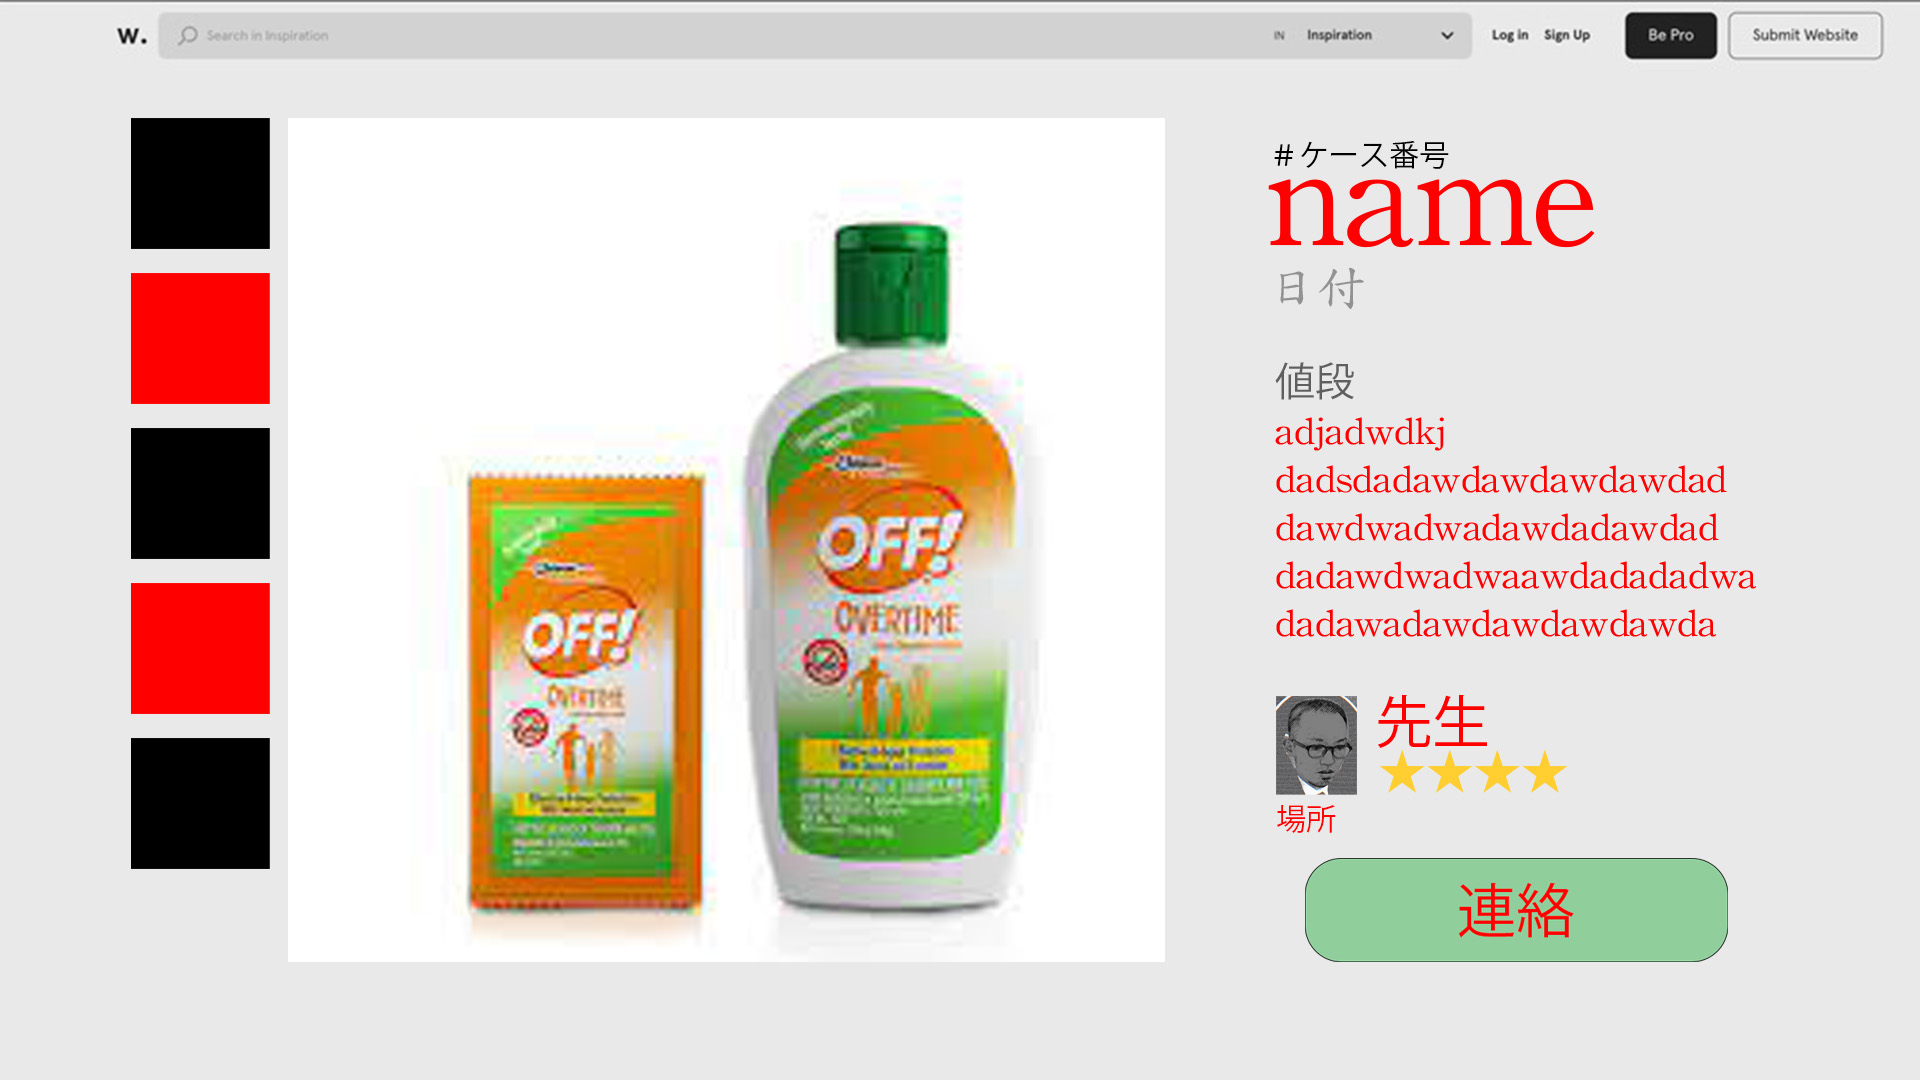 w.
Search in Inspiration
IN
Inspiration
Log in
Sign Up
Be Pro
Submit Website
#ケース番号
name
日付
値段
adjadwdkj
dadsdadawdawdawdawdad
dawdwadwadawdadawdad
dadawdwadwaawdadadadwa
dadawadawdawdawdawda
先生
場所
連絡
OFF!
OVERTIME
OFF!
OVERTIME